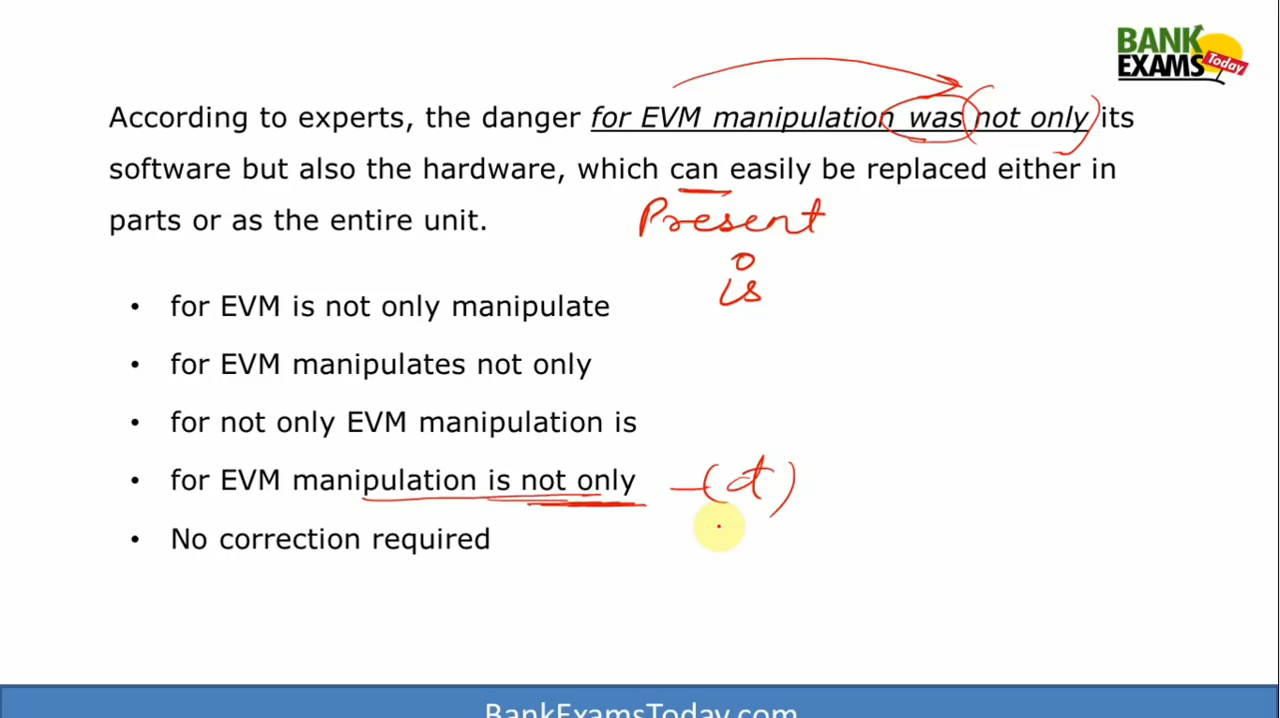 BANK
EXAMS Today
According to experts, the danger for EVM manipulation was not only its
software but also the hardware, which can easily be replaced either in
parts or as the entire unit.
Present
is
• for EVM is not only manipulate
• for EVM manipulates not only
• for not only EVM manipulation is
• for EVM manipulation is not only (d)
• No correction required
BankExamsToday.com